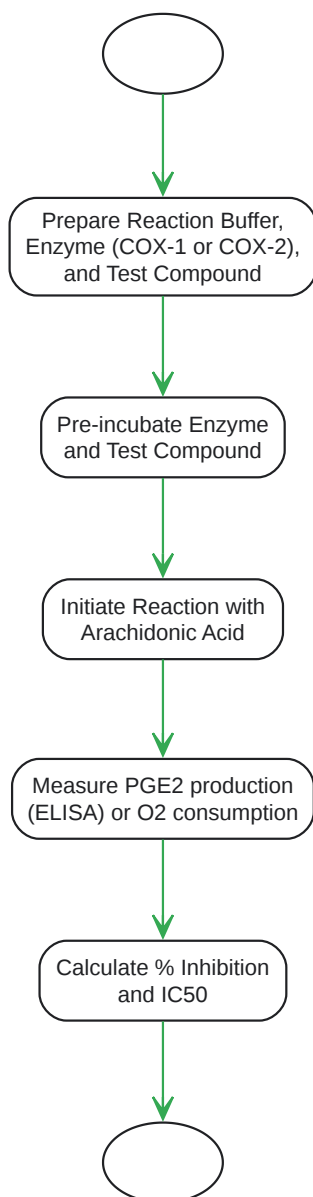 Prepare Reaction Buffer,
Enzyme (COX-1 or COX-2),
and Test Compound
Pre-incubate Enzyme
and Test Compound
Initiate Reaction with
Arachidonic Acid
Measure PGE2 production
(ELISA) or O2 consumption
Calculate % Inhibition
and IC50